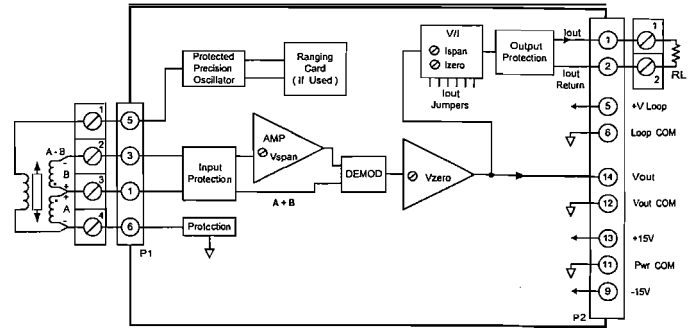 V/I
Ispan
Izero
Iout
Jumpers
Protected
Precision
Oscillator
Ranging
Card
( if Used )
Output
Protection
Iout
Iout
Return
1
2
1
2
RL
5
+V Loop
6
Loop COM
14
Vout
12
Vout COM
13
+15V
11
Pwr COM
9
-15V
P2
1
2
3
4
5
3
1
6
P1
A - B
-
B
+
+
A
-
Input
Protection
AMP
Vspan
A + B
DEMOD
Vzero
Protection